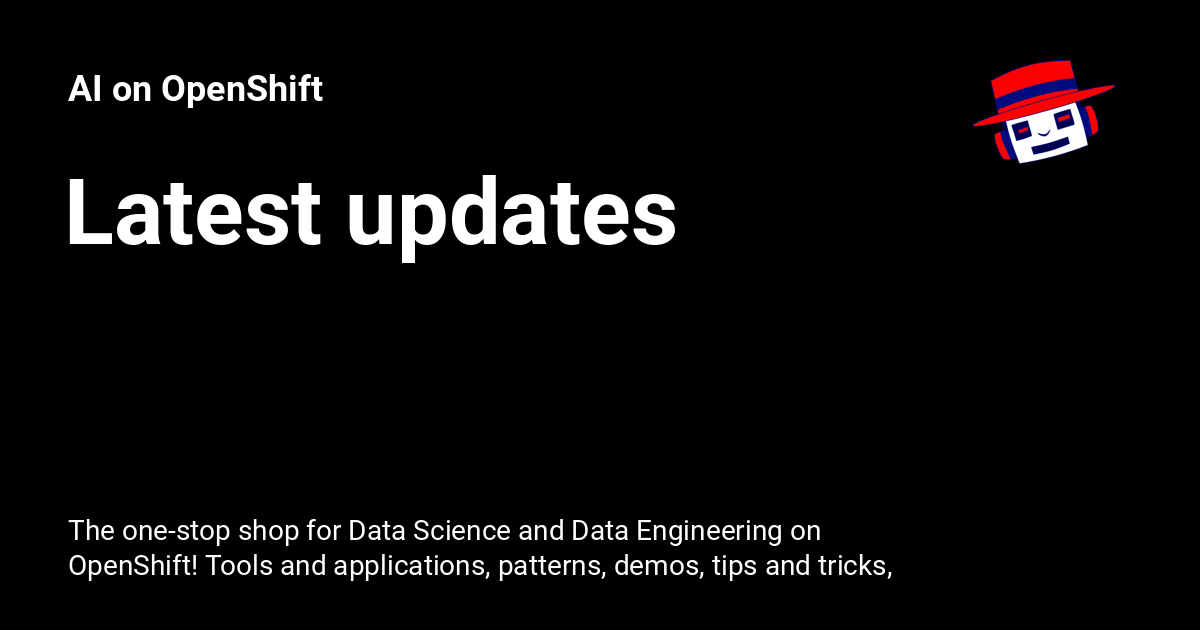 AI on OpenShift
Latest updates
The one-stop shop for Data Science and Data Engineering on
OpenShift! Tools and applications, patterns, demos, tips and tricks,